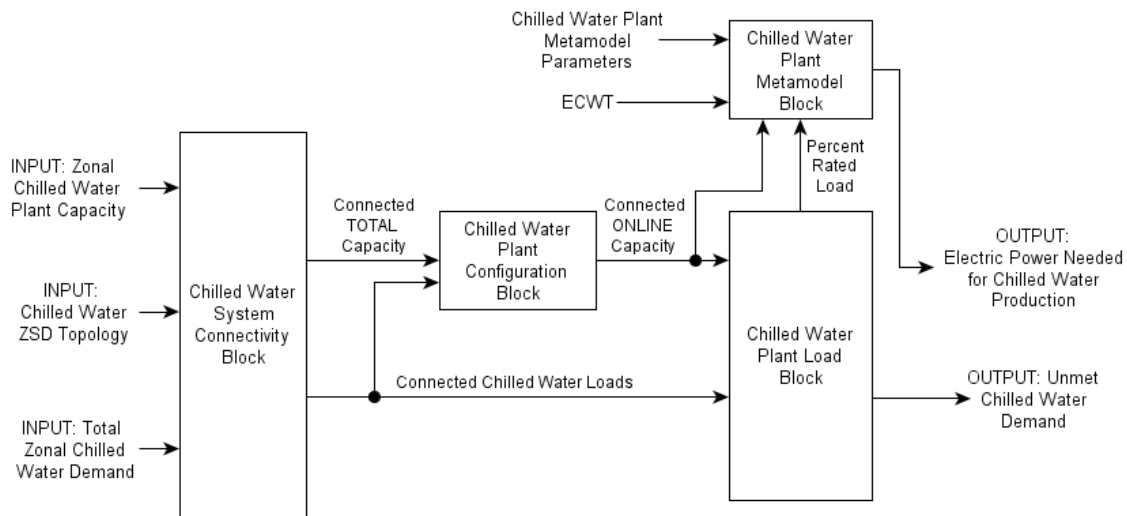 Chilled Water Plant
Metamodel
Parameters
ECWT
Chilled Water
Plant
Metamodel
Block
INPUT: Zonal
Chilled Water
Plant Capacity
INPUT:
Chilled Water
ZSD Topology
INPUT: Total
Zonal Chilled
Water Demand
Chilled Water
System
Connectivity
Block
Connected
TOTAL
Capacity
Chilled Water
Plant
Configuration
Block
Connected
ONLINE
Capacity
Percent
Rated
Load
Connected Chilled Water Loads
Chilled Water
Plant Load
Block
OUTPUT:
Electric Power Needed
for Chilled Water
Production
OUTPUT: Unmet
Chilled Water
Demand